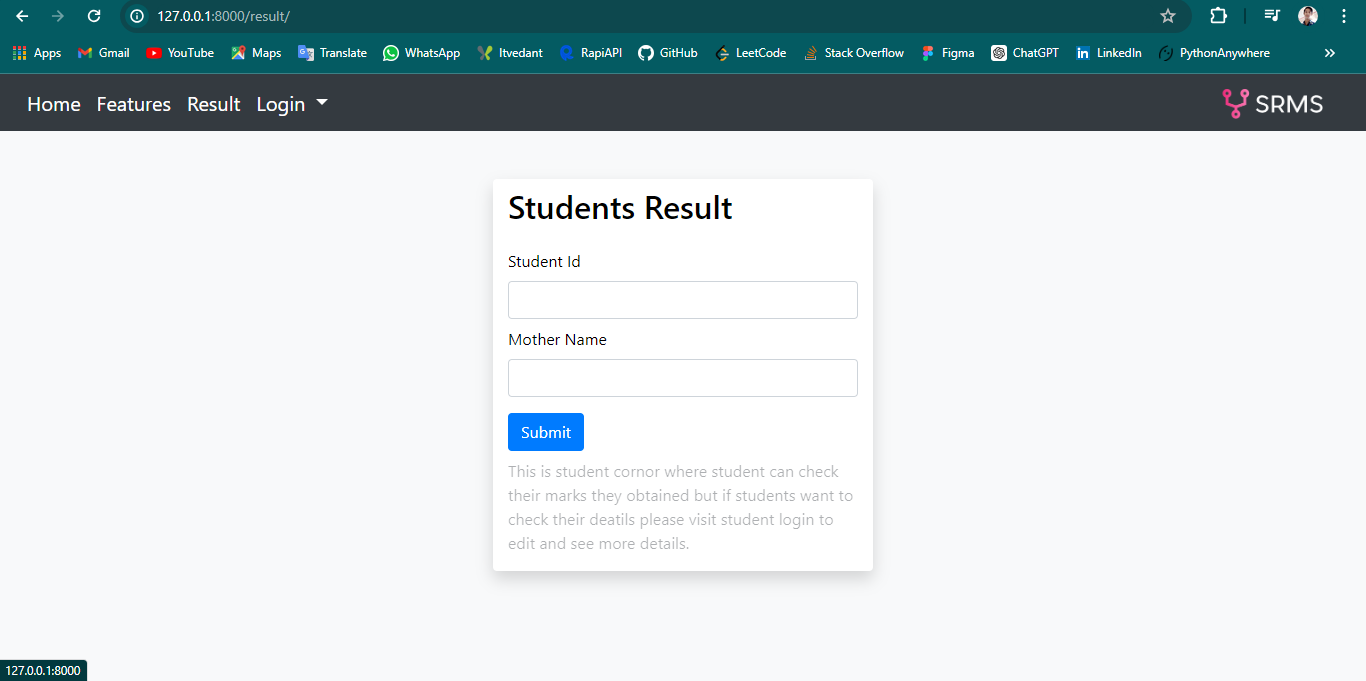 127.0.0.1:8000/result/
Apps Gmail YouTube Maps Translate WhatsApp Itvedant RapiAPI GitHub LeetCode Stack Overflow Figma ChatGPT LinkedIn PythonAnywhere
Home Features Result Login SRMS
Students Result
Student Id
Mother Name
Submit
This is student cornor where student can check
their marks they obtained but if students want to
check their deatils please visit student login to
edit and see more details.
127.0.0.1:8000